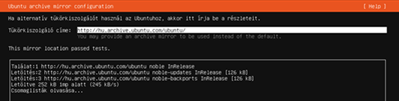 Ubuntu archive mirror configuration
[ Help ]
Ha alternatív tükörkiszolgálót használ az Ubuntuhoz, akkor itt írja be a részleteit.
Tükörkiszolgáló címe: http://hu.archive.ubuntu.com/ubuntu/
You may provide an archive mirror to be used instead of the default.
This mirror location passed tests.
Találat:1 http://hu.archive.ubuntu.com/ubuntu noble InRelease
Letöltés:2 http://hu.archive.ubuntu.com/ubuntu noble-updates InRelease [126 kB]
Letöltés:3 http://hu.archive.ubuntu.com/ubuntu noble-backports InRelease [126 kB]
Letöltve 252 kB imp alatt (245 kB/s)
Csomaglisták olvasása...